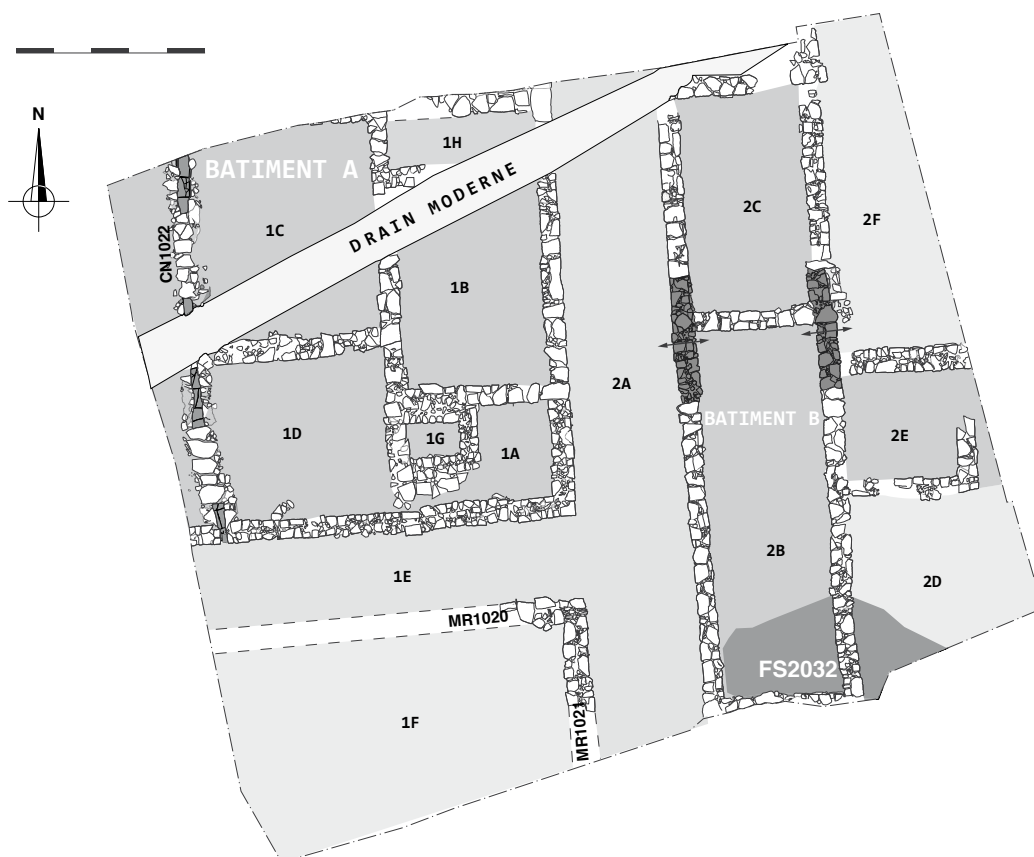 N
BATIMENT A
1H
DRAIN MODERNE
1C
CN1022
1B
2C
2F
2A
BATIMENT B
1D
1G
1A
2E
2B
1E
2D
MR1020
FS2032
1F
MR1021